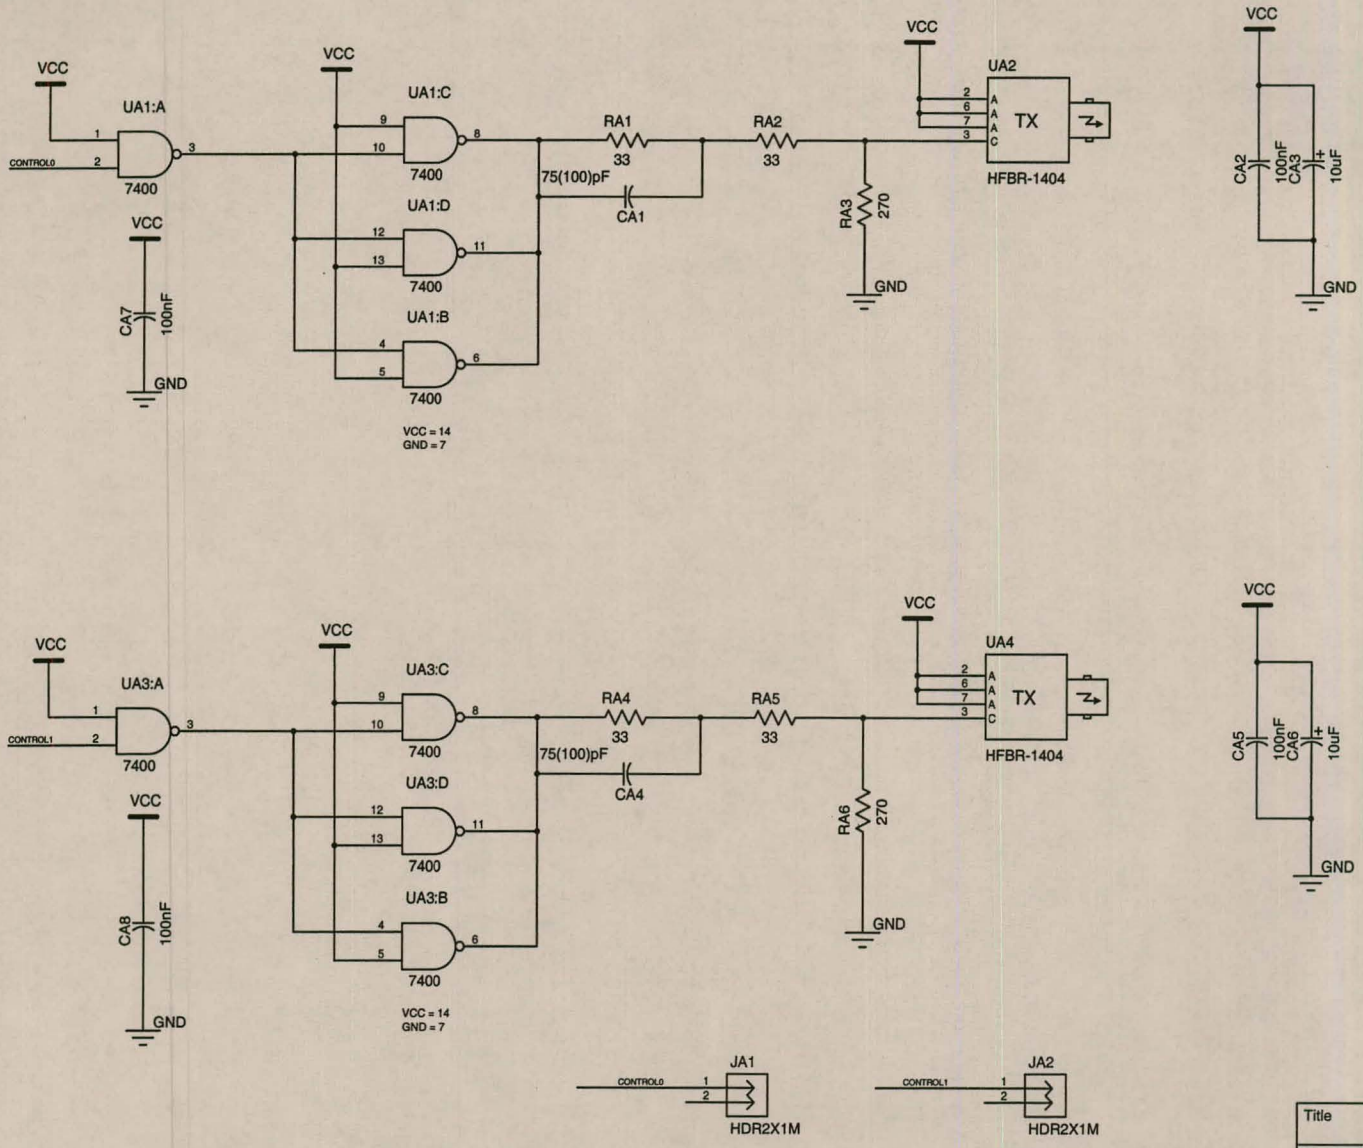 VCC
UA1:A
1
2
3
CONTROL0
7400
VCC
CA7
100nF
GND
VCC
UA1:C
9
10
8
7400
UA1:D
12
13
11
7400
UA1:B
4
5
6
7400
VCC = 14
GND = 7
RA1
33
75(100)pF
CA1
RA2
33
RA3
270
GND
VCC
UA2
2 A
6 A
7 A
3 C
TX
HFBR-1404
VCC
CA2
100nF
CA3
+
10uF
GND
VCC
UA3:A
1
2
3
CONTROL1
7400
VCC
CA8
100nF
GND
VCC
UA3:C
9
10
8
7400
UA3:D
12
13
11
7400
UA3:B
4
5
6
7400
VCC = 14
GND = 7
RA4
33
75(100)pF
CA4
RA5
33
RA6
270
GND
VCC
UA4
2 A
6 A
7 A
3 C
TX
HFBR-1404
VCC
CA5
100nF
CA6
+
10uF
GND
JA1
CONTROL0
1
2
HDR2X1M
JA2
CONTROL1
1
2
HDR2X1M
Title